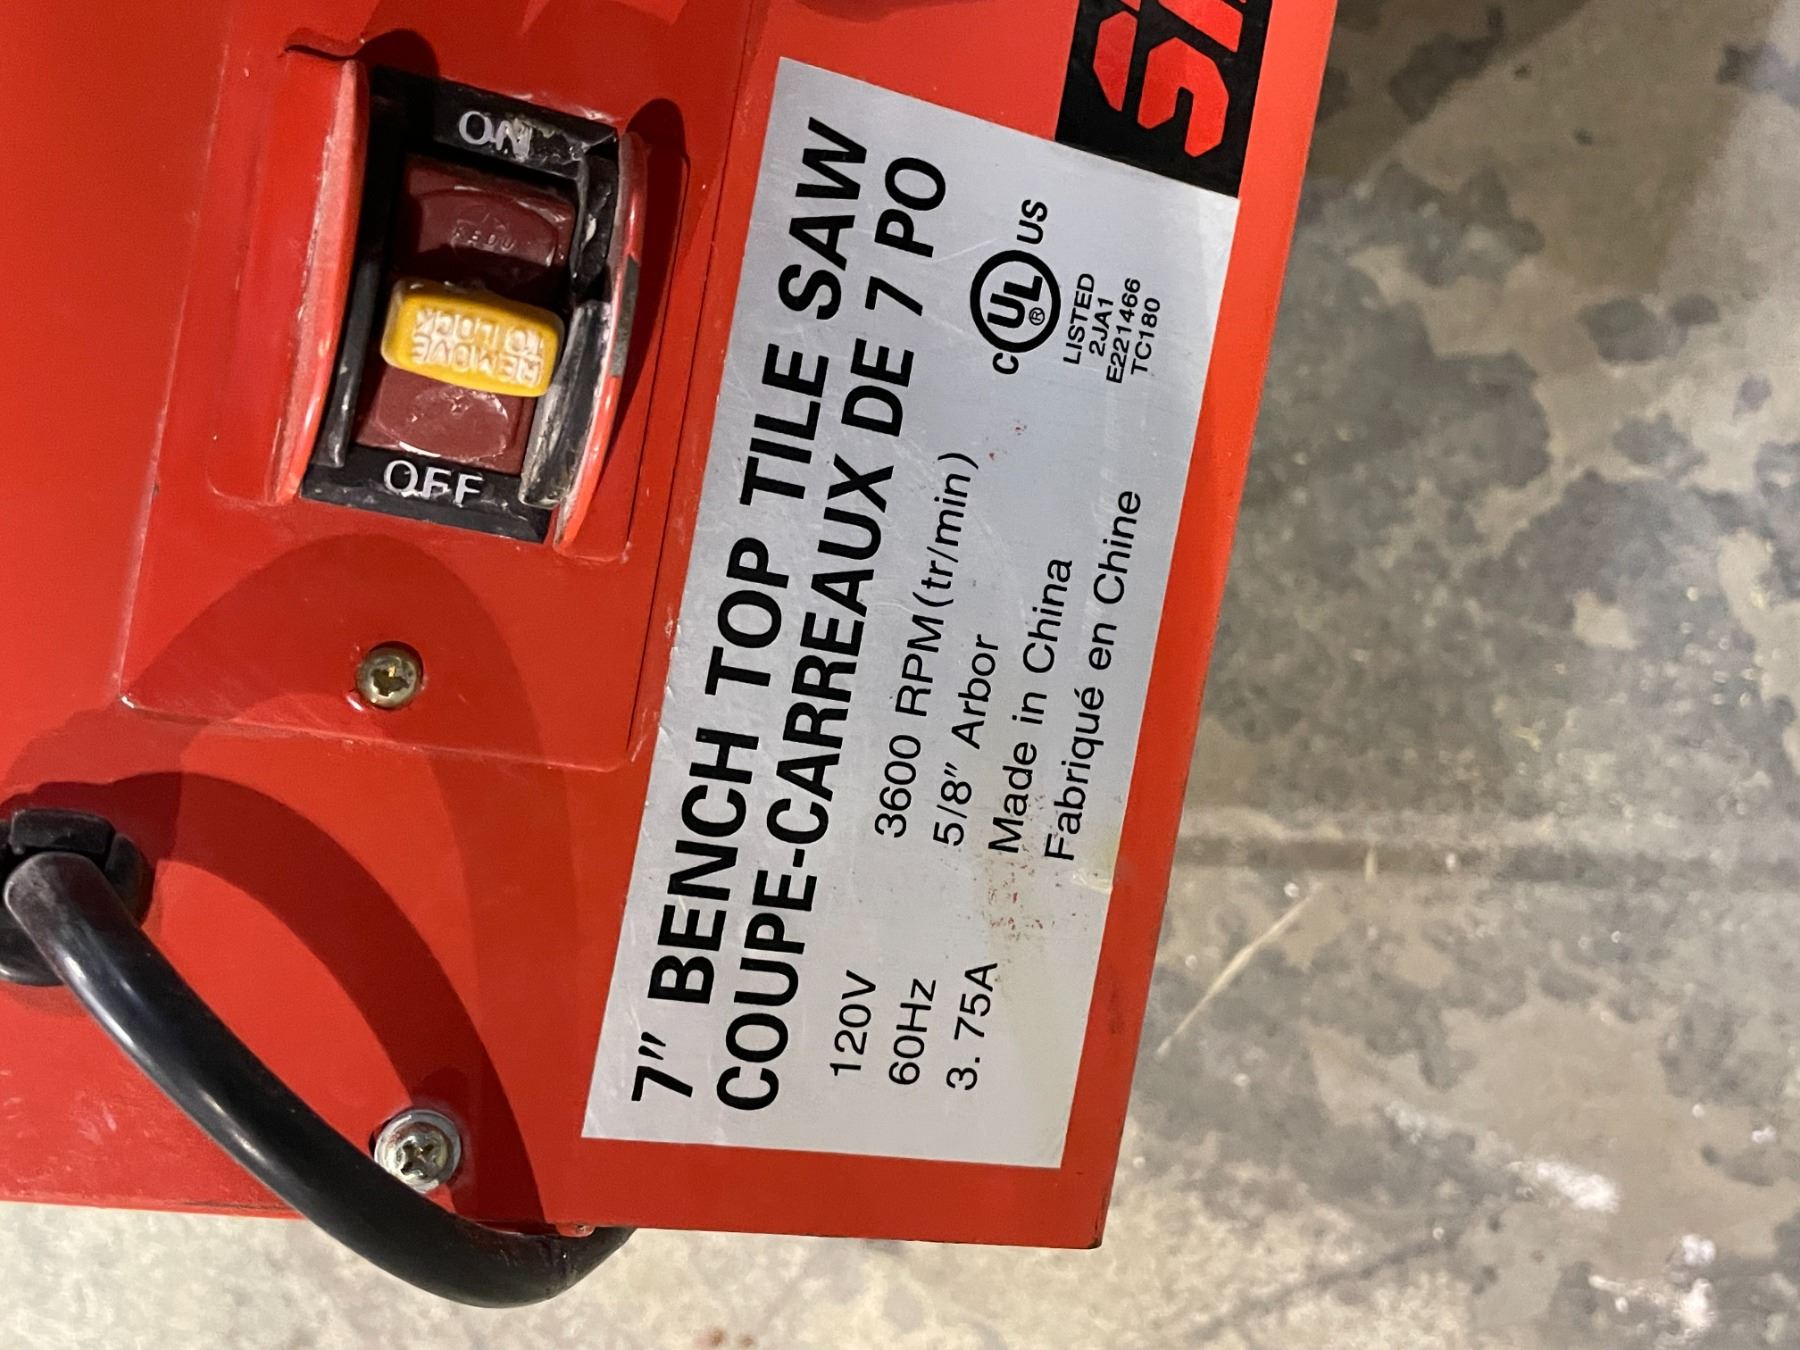 ON
REMOVE
TO LOCK
OFF
7" BENCH TOP TILE SAW
COUPE-CARREAUX DE 7 PO
120V
60Hz
3.75A
3600 RPM(tr/min)
5/8" Arbor
Made in China
Fabriqué en Chine
C UL® US
LISTED
2JA1
E221466
TC180